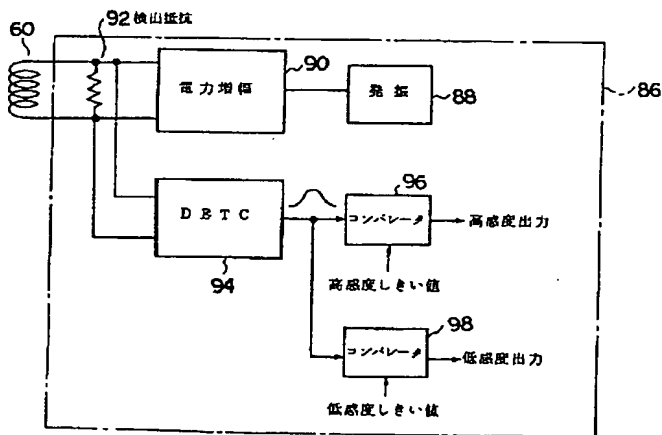 92 検出抵抗
60
電力増幅
90
発振
88
86
DETC
94
96
コンパレータ
高感度出力
高感度しきい値
98
コンパレータ
低感度出力
低感度しきい値